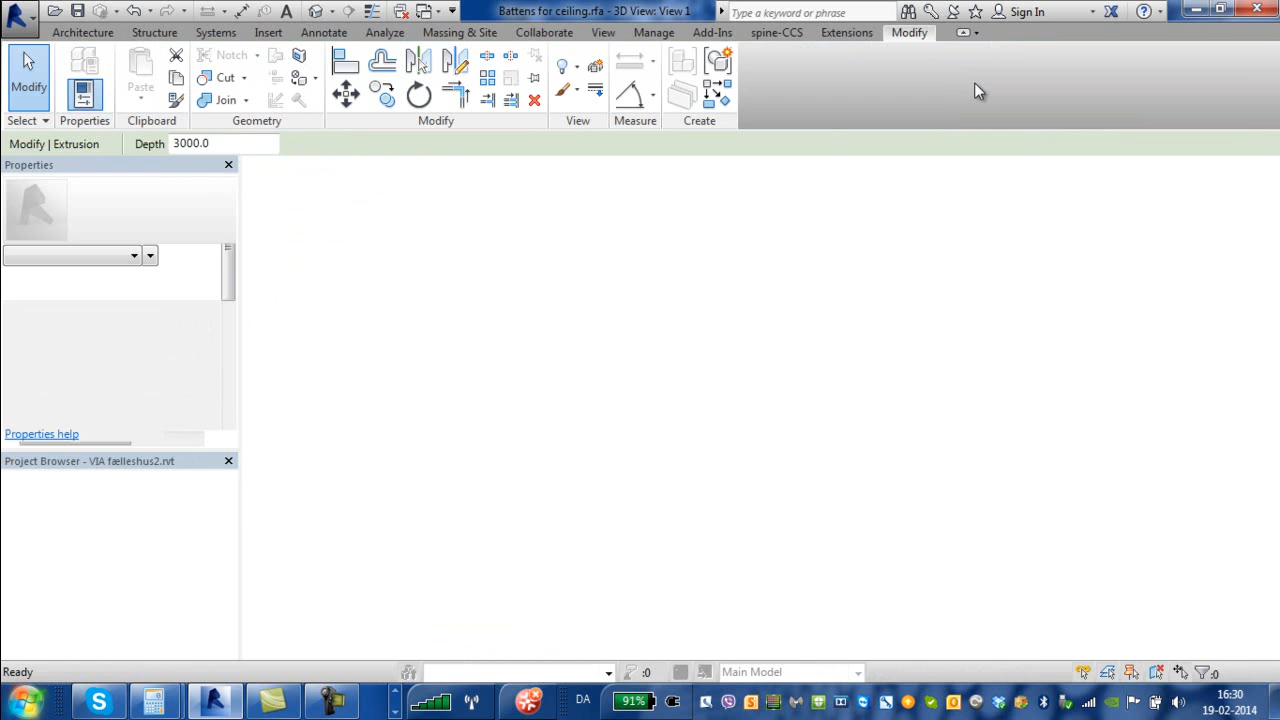 Battens for ceiling.rfa - 3D View: View 1
Type a keyword or phrase
Sign In
Architecture Structure Systems Insert Annotate Analyze Massing & Site Collaborate View Manage Add-Ins spine-CCS Extensions Modify
Modify Paste Notch
Cut
Join
Select Properties Clipboard Geometry Modify View Measure Create
Modify | Extrusion Depth 3000.0
Properties
Properties help
Project Browser - VIA fælleshus2.rvt
Ready :0 Main Model :0
DA 91% 16:30
19-02-2014